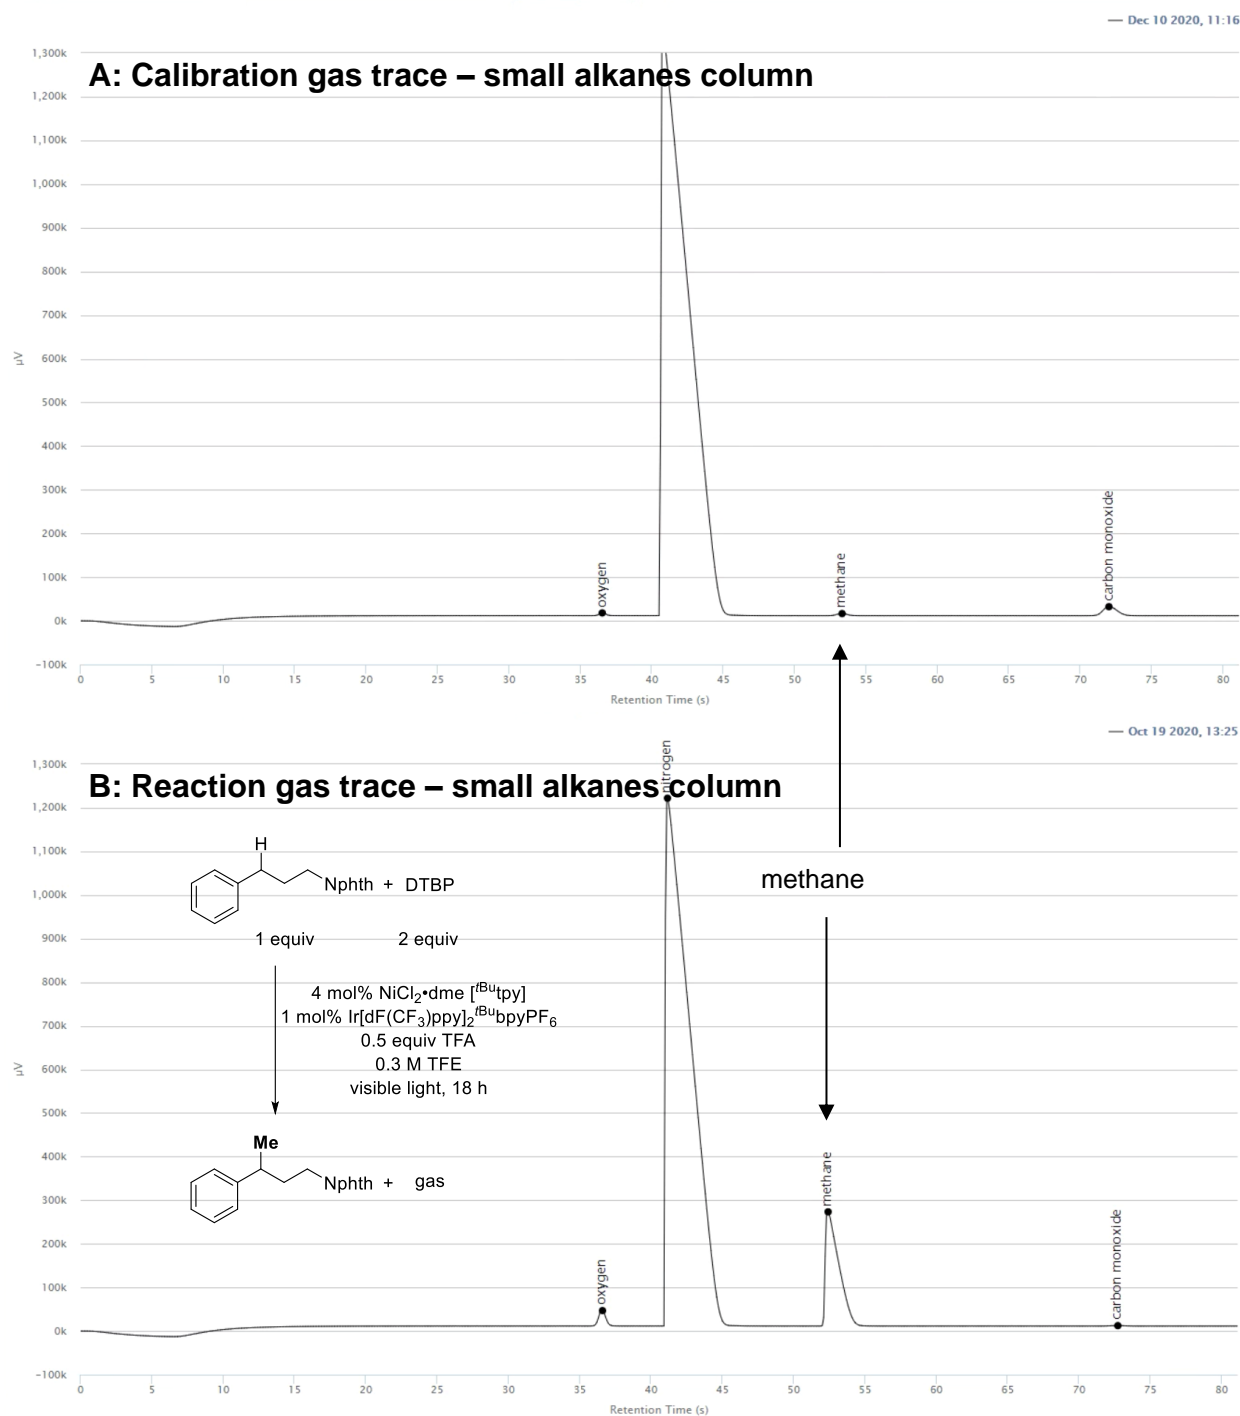 — Dec 10 2020, 11:16
A: Calibration gas trace – small alkanes column
1,300k
1,200k
1,100k
1,000k
900k
800k
700k
600k
500k
400k
300k
200k
100k
0k
-100k
µV
oxygen
methane
carbon monoxide
0 5 10 15 20 25 30 35 40 45 50 55 60 65 70 75 80
Retention Time (s)
— Oct 19 2020, 13:25
B: Reaction gas trace – small alkanes column
1,300k
1,200k
1,100k
1,000k
900k
800k
700k
600k
500k
400k
300k
200k
100k
0k
-100k
µV
nitrogen
methane
H
Nphth + DTBP
1 equiv 2 equiv
4 mol% NiCl₂•dme [ᵗᴮᵘtpy]
1 mol% Ir[dF(CF₃)ppy]₂ᵗᴮᵘbpyPF₆
0.5 equiv TFA
0.3 M TFE
visible light, 18 h
Me
Nphth + gas
oxygen
methane
carbon monoxide
0 5 10 15 20 25 30 35 40 45 50 55 60 65 70 75 80
Retention Time (s)